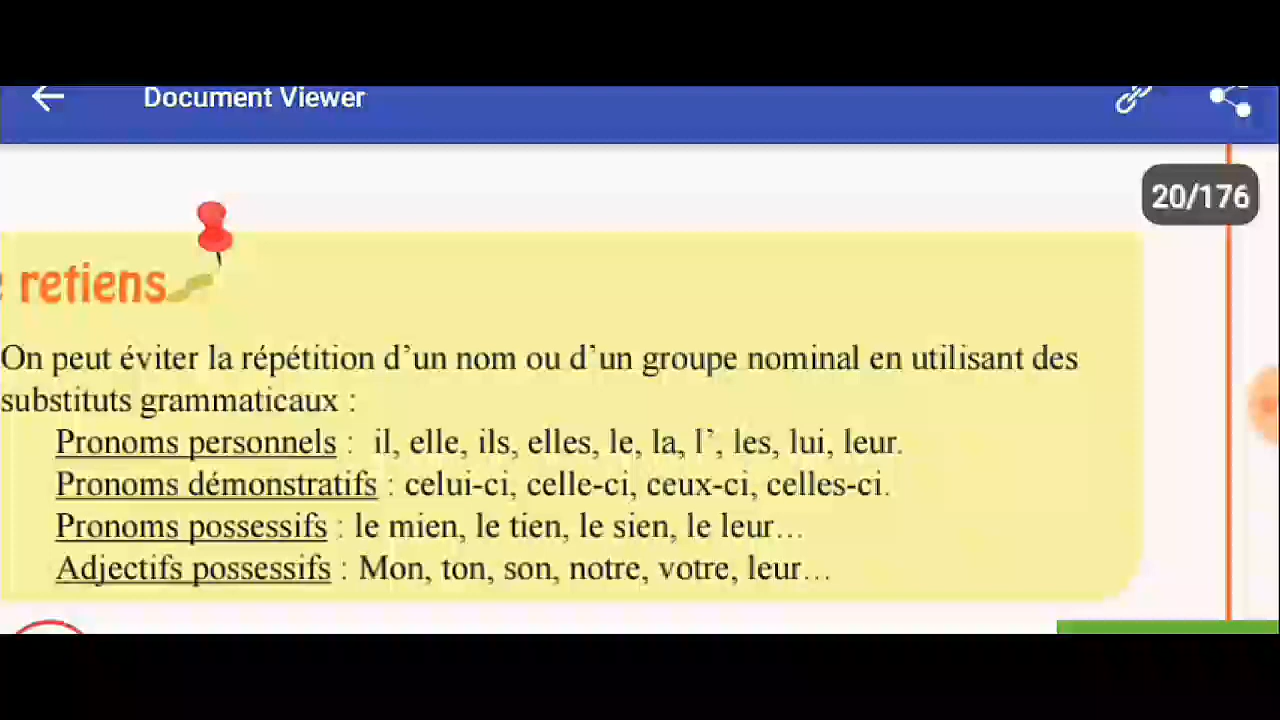 Document Viewer
20/176
retiens
On peut éviter la répétition d'un nom ou d'un groupe nominal en utilisant des
substituts grammaticaux :
Pronoms personnels : il, elle, ils, elles, le, la, l', les, lui, leur.
Pronoms démonstratifs : celui-ci, celle-ci, ceux-ci, celles-ci.
Pronoms possessifs : le mien, le tien, le sien, le leur...
Adjectifs possessifs : Mon, ton, son, notre, votre, leur...